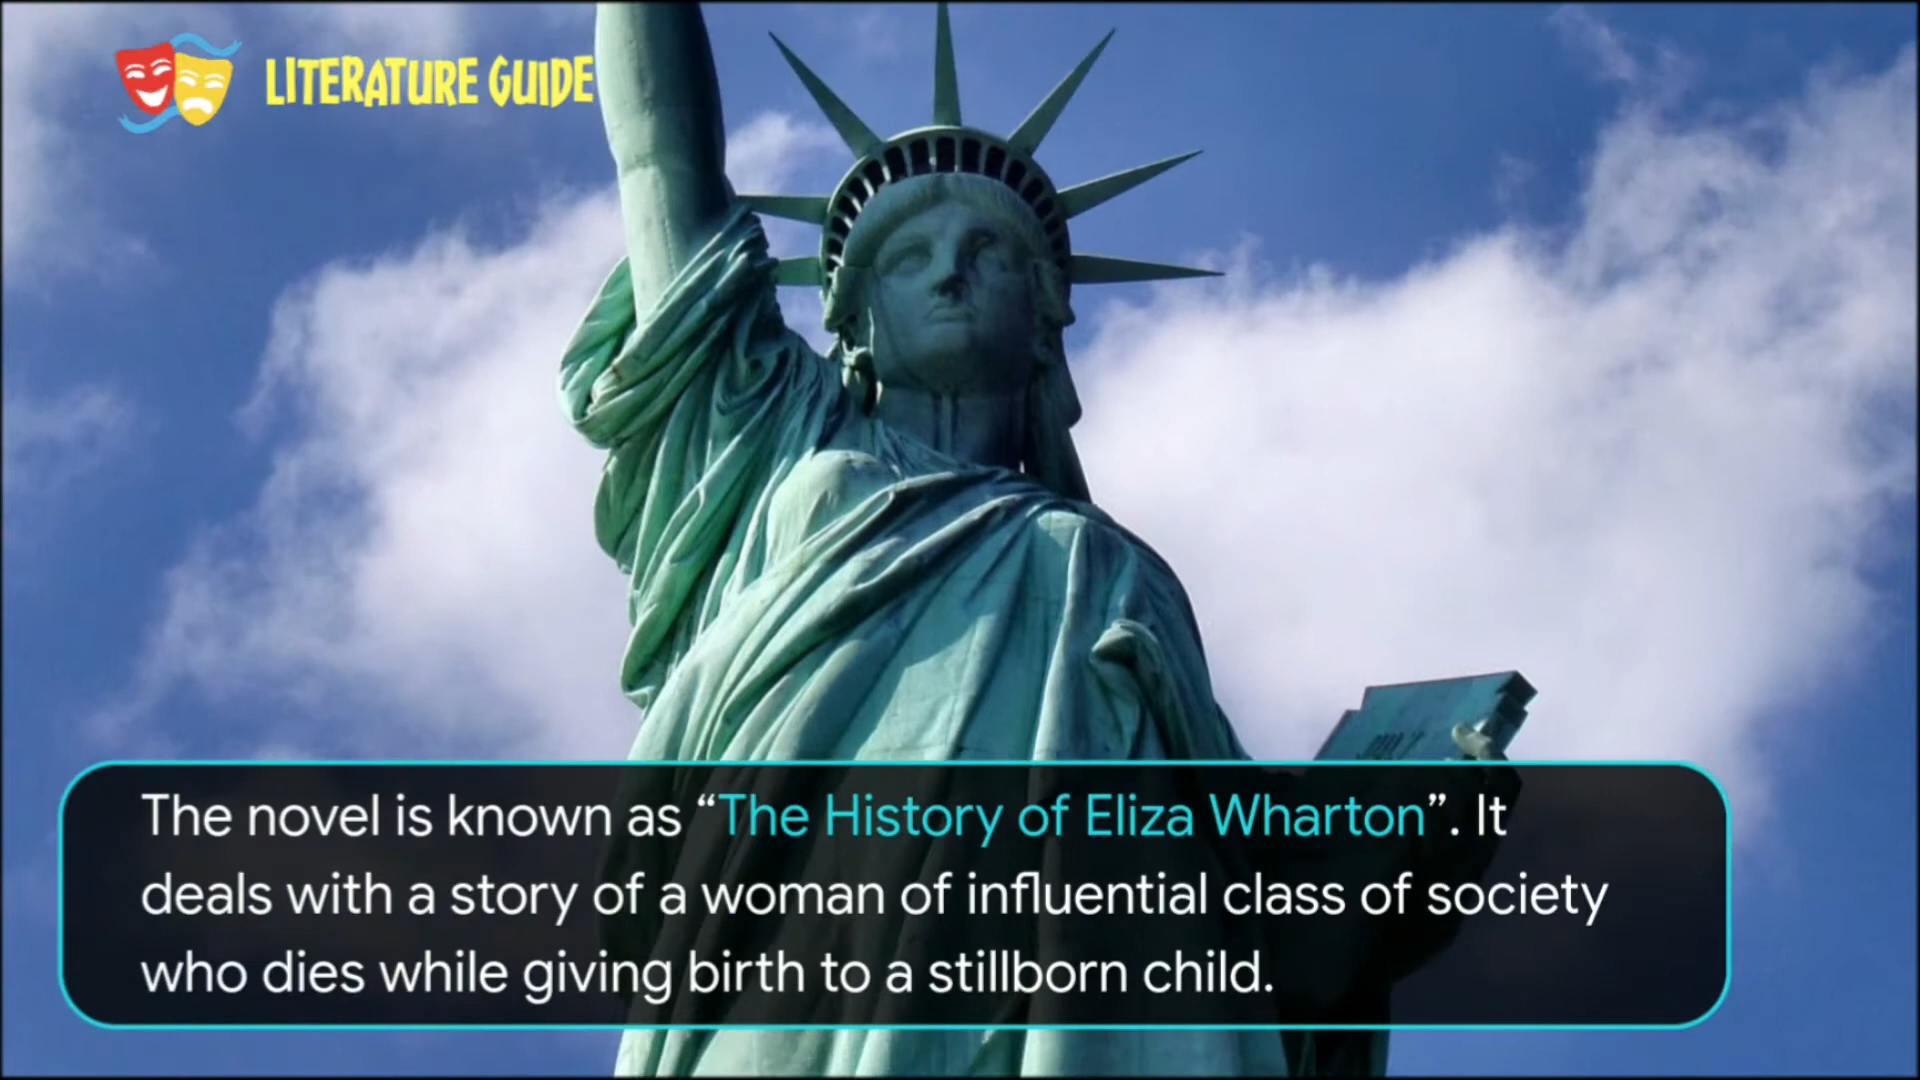 LITERATURE GUIDE
The novel is known as “The History of Eliza Wharton”. It
deals with a story of a woman of influential class of society
who dies while giving birth to a stillborn child.